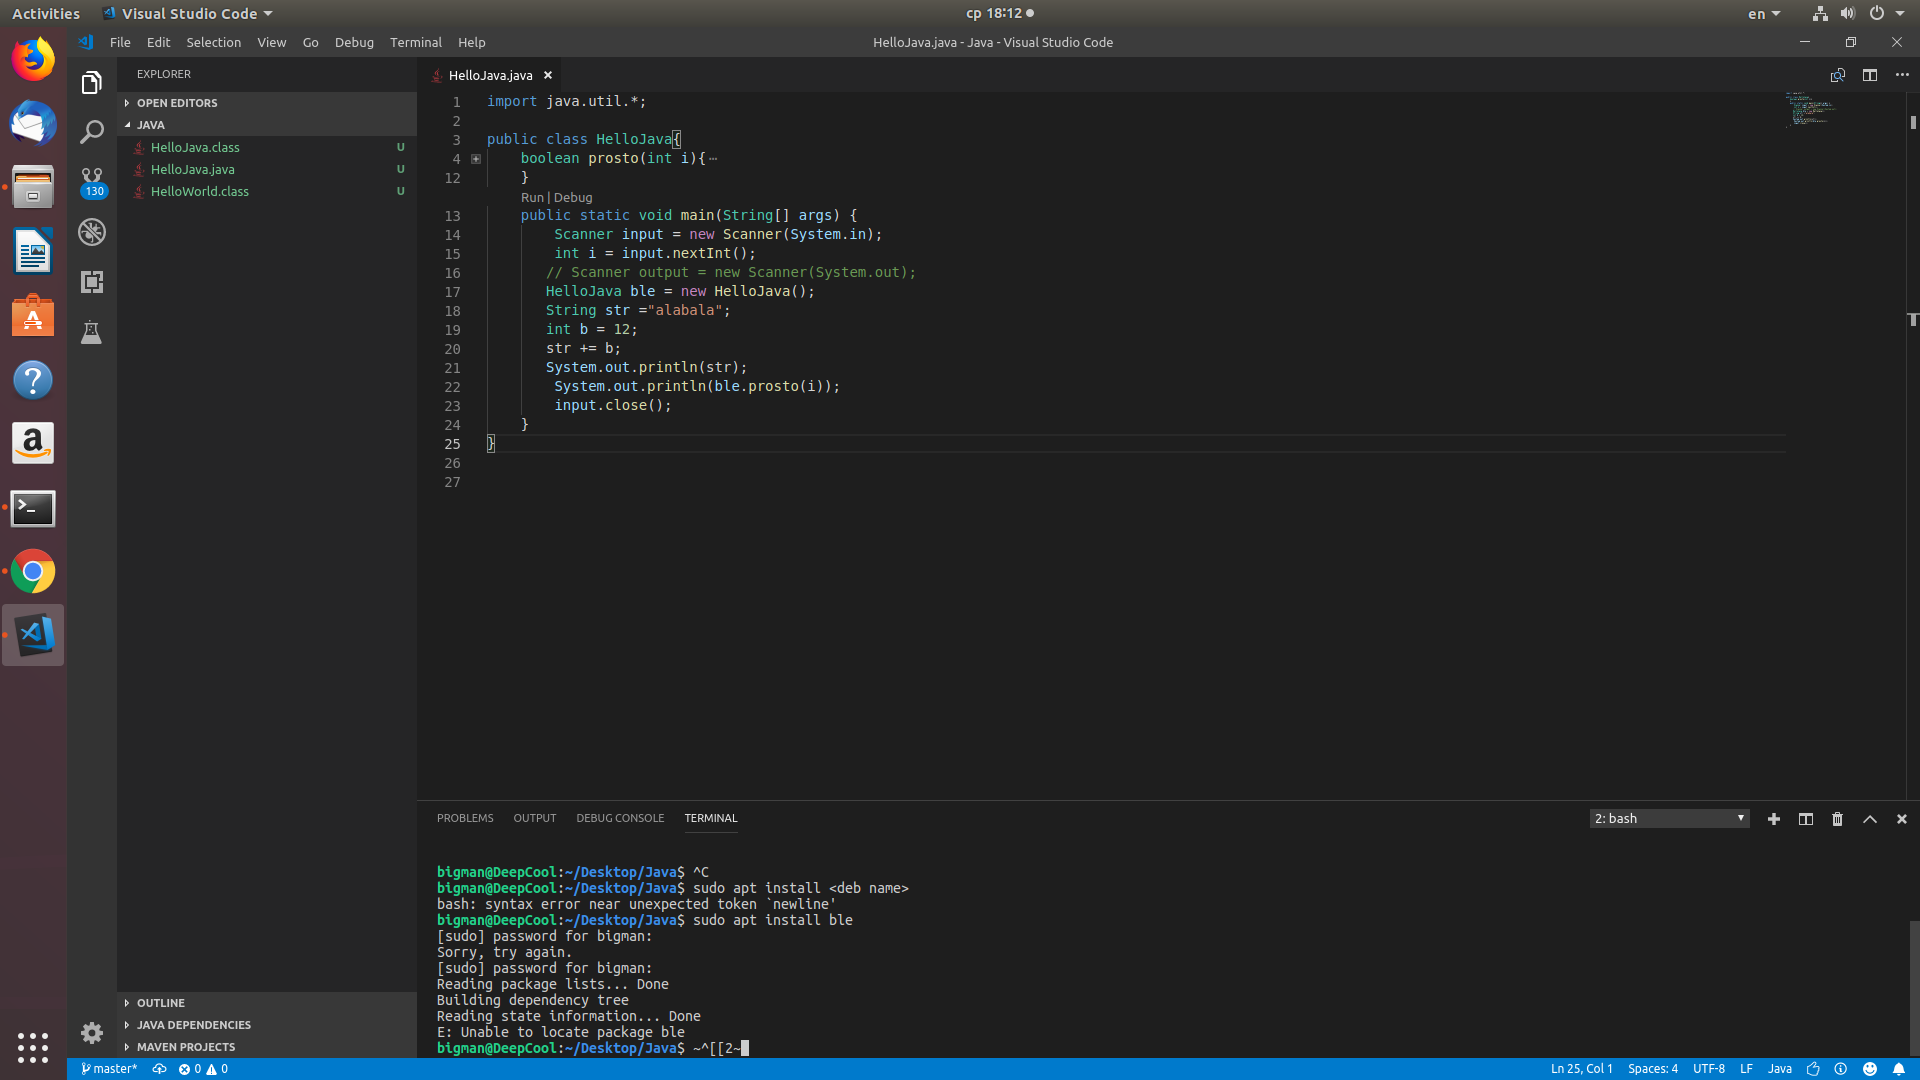 Activities Visual Studio Code ср 18:12 en
File Edit Selection View Go Debug Terminal Help HelloJava.java - Java - Visual Studio Code
EXPLORER
OPEN EDITORS
JAVA
HelloJava.class U
HelloJava.java U
HelloWorld.class U
130
OUTLINE
JAVA DEPENDENCIES
MAVEN PROJECTS
HelloJava.java
1 import java.util.*;
2
3 public class HelloJava{
4 boolean prosto(int i){…
12 }
Run | Debug
13 public static void main(String[] args) {
14 Scanner input = new Scanner(System.in);
15 int i = input.nextInt();
16 // Scanner output = new Scanner(System.out);
17 HelloJava ble = new HelloJava();
18 String str ="alabala";
19 int b = 12;
20 str += b;
21 System.out.println(str);
22 System.out.println(ble.prosto(i));
23 input.close();
24 }
25 }
26
27
PROBLEMS OUTPUT DEBUG CONSOLE TERMINAL 2: bash
bigman@DeepCool:~/Desktop/Java$ ^C
bigman@DeepCool:~/Desktop/Java$ sudo apt install <deb name>
bash: syntax error near unexpected token `newline'
bigman@DeepCool:~/Desktop/Java$ sudo apt install ble
[sudo] password for bigman:
Sorry, try again.
[sudo] password for bigman:
Reading package lists... Done
Building dependency tree
Reading state information... Done
E: Unable to locate package ble
bigman@DeepCool:~/Desktop/Java$ ~^[[2~
master* 0 0 Ln 25, Col 1 Spaces: 4 UTF-8 LF Java